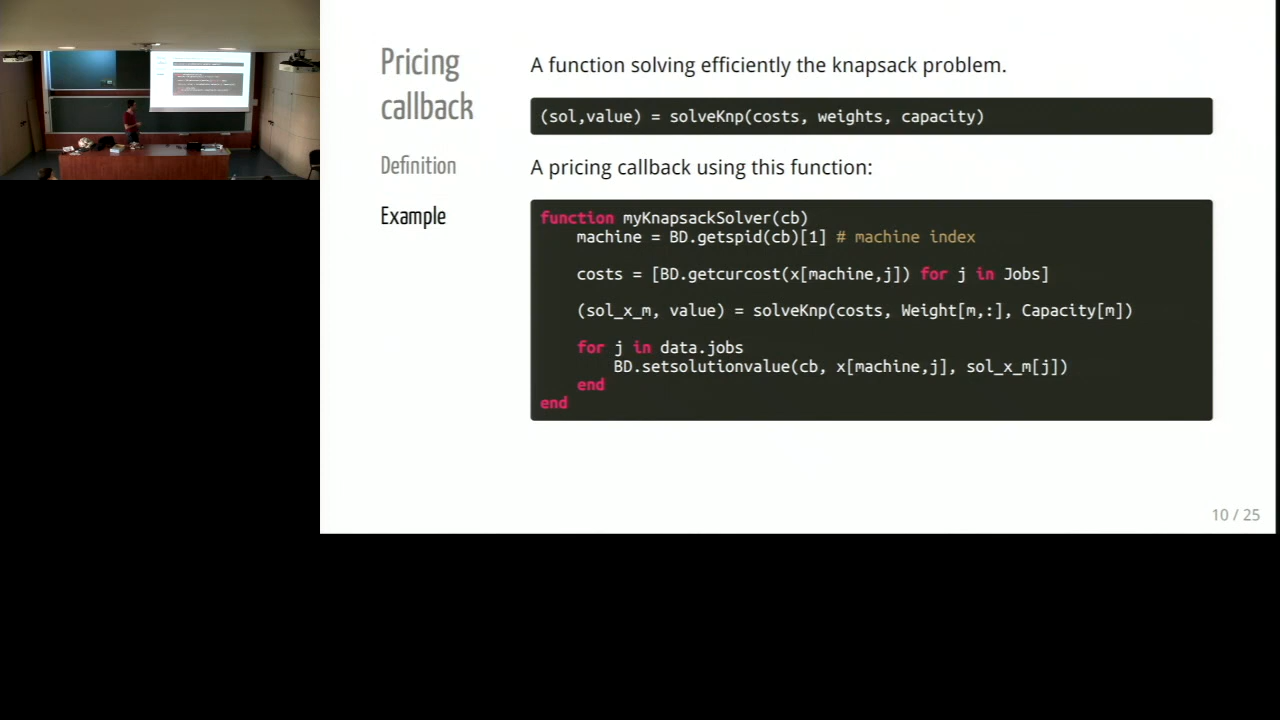 Pricing
callback
Definition
Example
A function solving efficiently the knapsack problem.
(sol,value) = solveKnp(costs, weights, capacity)
A pricing callback using this function:
function myKnapsackSolver(cb)
    machine = BD.getspid(cb)[1] # machine index
    costs = [BD.getcurcost(x[machine,j]) for j in Jobs]
    (sol_x_m, value) = solveKnp(costs, Weight[m,:], Capacity[m])
    for j in data.jobs
        BD.setsolutionvalue(cb, x[machine,j], sol_x_m[j])
    end
end
10 / 25